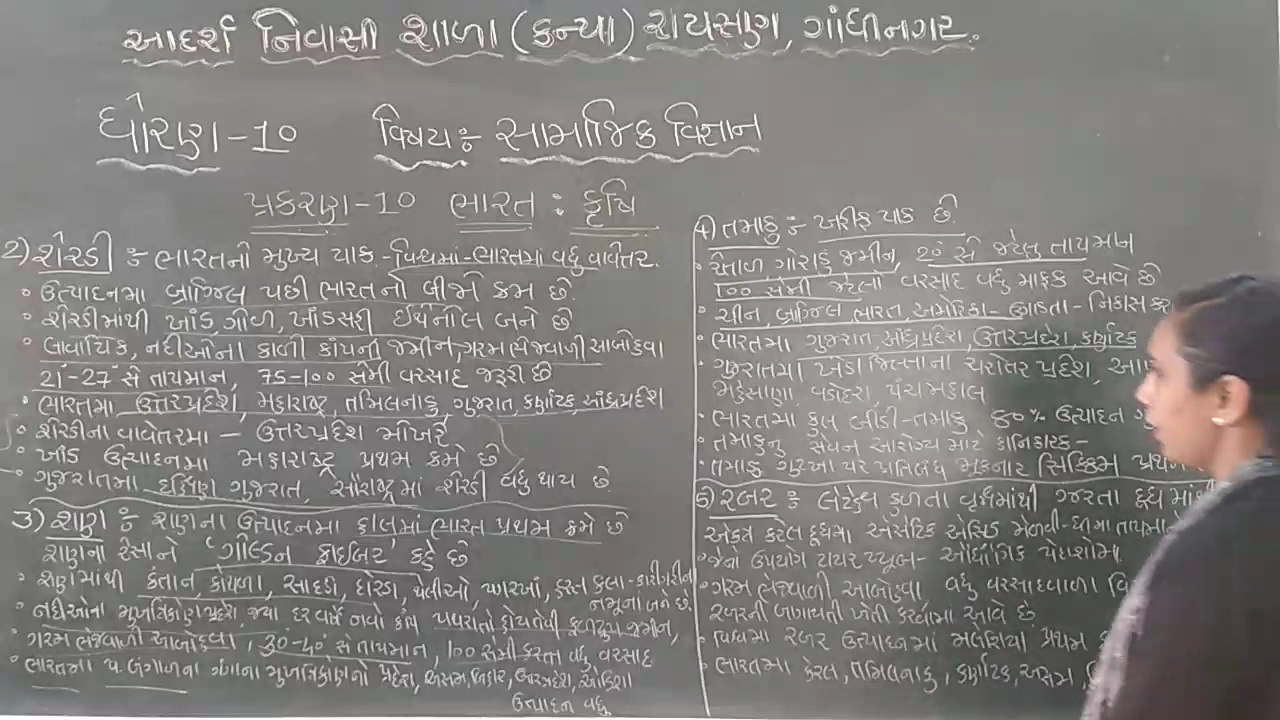 આદર્શ નિવાસી શાળા (કન્યા) રાયસણ, ગાંધીનગર.
ધોરણ-10 વિષય: સામાજિક વિજ્ઞાન
પ્રકરણ-10 ભારત : કૃષિ
2) શેરડી :- ભારતનો મુખ્ય પાક - વિશ્વમાં - ભારતમાં વધુ વાવેતર.
• ઉત્પાદનમાં બ્રાઝિલ પછી ભારતનો બીજો ક્રમ છે.
• શેરડીમાંથી ખાંડ, ગોળ, ખાંડસરી ઈથેનોલ બને છે
• લાવાયિક, નદીઓના કાળી કાંપની જમીન, ગરમ ભેજવાળી આબોહવા
21-27 સે તાપમાન, 75-100 સેમી વરસાદ જરૂરી છે
• ભારતમાં ઉત્તરપ્રદેશ, મહારાષ્ટ્ર, તમિલનાડુ, ગુજરાત, કર્ણાટક, આંધ્રપ્રદેશ
• શેરડીના વાવેતરમાં - ઉત્તરપ્રદેશ મોખરે
• ખાંડ ઉત્પાદનમાં મહારાષ્ટ્ર પ્રથમ ક્રમે છે
• ગુજરાતમાં દક્ષિણ ગુજરાત, સૌરાષ્ટ્રમાં શેરડી વધુ થાય છે.
3) શણ :- શણના ઉત્પાદનમાં હાલમાં ભારત પ્રથમ ક્રમે છે
શણના રેસાને 'ગોલ્ડન ફાઇબર' કહે છે
• શણમાંથી કંતાન, કોથળા, સાદડી, દોરડા, થેલીઓ, પગરખાં, હસ્તકલા - કારીગરીના
નમૂના બને છે.
• નદીઓના મુખત્રિકોણ પ્રદેશ, જ્યાં દર વર્ષે નવો કાંપ પથરાતો હોય તેવી ફળદ્રુપ જમીન,
• ગરમ ભેજવાળી આબોહવા, 30-40 સે તાપમાન, 100 સેમી કરતા વધુ વરસાદ
• ભારતમાં પ. બંગાળના ગંગાના મુખત્રિકોણનો પ્રદેશ, અસમ, બિહાર, ઓડિશા
ઉત્પાદન વધુ
4) તમાકુ :- ખરીફ પાક છે.
• રેતાળ, ગોરાડુ જમીન, 20 સે જેટલું તાપમાન
100 સેમી જેટલો વરસાદ વધુ માફક આવે છે
• ચીન, બ્રાઝિલ, ભારત, અમેરિકા - ઉગાડતા - નિકાસ કર
• ભારતમાં ગુજરાત, આંધ્રપ્રદેશ, ઉત્તરપ્રદેશ, કર્ણાટક
• ગુજરાતમાં ખેડા જિલ્લાના ચરોતર પ્રદેશ, આ
મહેસાણા, વડોદરા, પંચમહાલ
• ભારતમાં કુલ બીડી-તમાકુ 80% ઉત્પાદન ગુ
• તમાકુનું સેવન આરોગ્ય માટે હાનિકારક -
• તમાકુ ગુટખા પર પ્રતિબંધ મૂકનાર સિક્કિમ પ્રથમ
5) રબર :- લેટેક્સ કુળના વૃક્ષમાંથી ઝરતા દૂધમાંથી
એકત્ર કરેલ દૂધમાં એસેટિક એસિડ મેળવી - ધીમા તાપમાને
• જેનો ઉપયોગ ટાયર ટ્યૂબ - ઔદ્યોગિક પેદાશોમાં
• ગરમ ભેજવાળી આબોહવા વધુ વરસાદવાળા વિ
રબરની બાગાયતી ખેતી કરવામાં આવે છે
• વિશ્વમાં રબર ઉત્પાદનમાં મલેશિયા પ્રથમ
• ભારતમાં કેરલ, તમિલનાડુ, કર્ણાટક, અસમ,